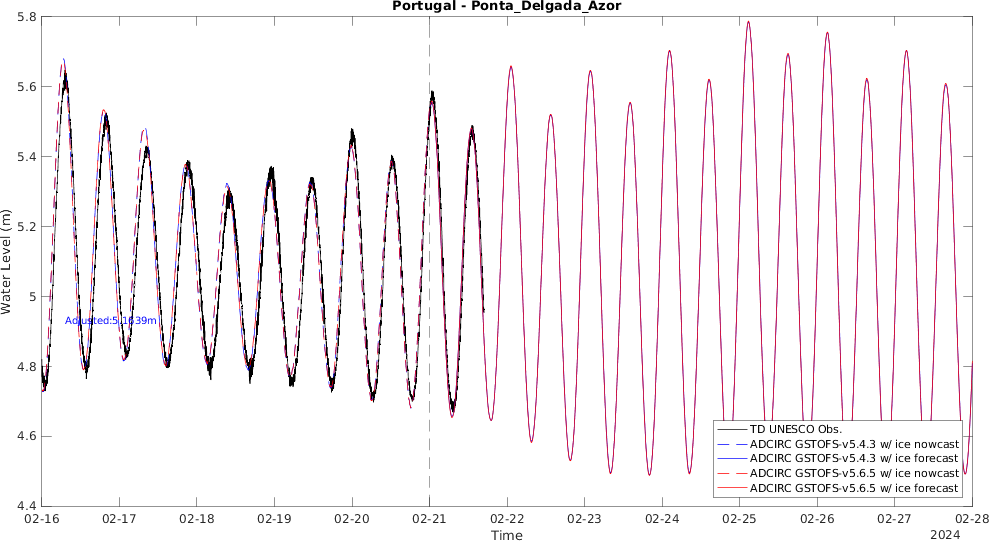 Portugal - Ponta_Delgada_Azor
Water Level (m)
5.8
5.6
5.4
5.2
5
4.8
4.6
4.4
Adjusted:5.1639m
TD UNESCO Obs.
ADCIRC GSTOFS-v5.4.3 w/ ice nowcast
ADCIRC GSTOFS-v5.4.3 w/ ice forecast
ADCIRC GSTOFS-v5.6.5 w/ ice nowcast
ADCIRC GSTOFS-v5.6.5 w/ ice forecast
02-16 02-17 02-18 02-19 02-20 02-21 02-22 02-23 02-24 02-25 02-26 02-27 02-28
Time
2024